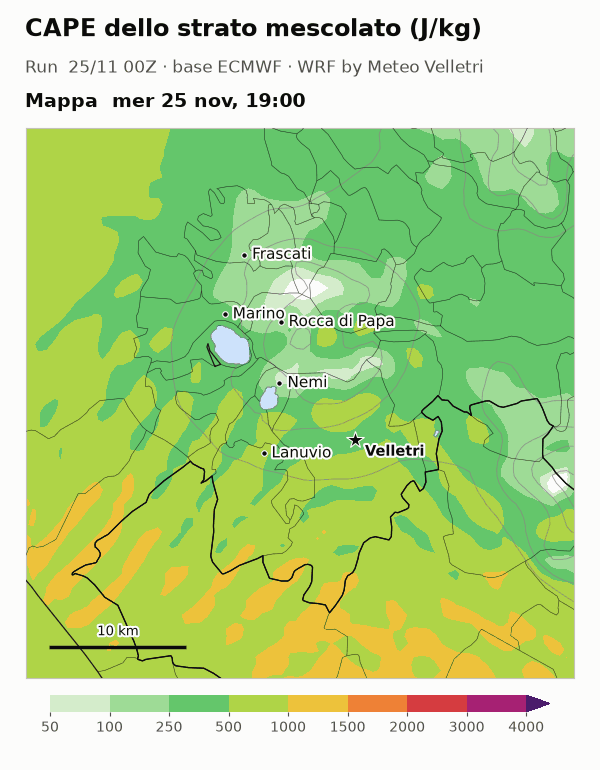 CAPE dello strato mescolato (J/kg)
Run  25/11 00Z · base ECMWF · WRF by Meteo Velletri
Mappa  mer 25 nov, 19:00
Frascati
Marino
Rocca di Papa
Nemi
Velletri
Lanuvio
10 km
50 100 250 500 1000 1500 2000 3000 4000